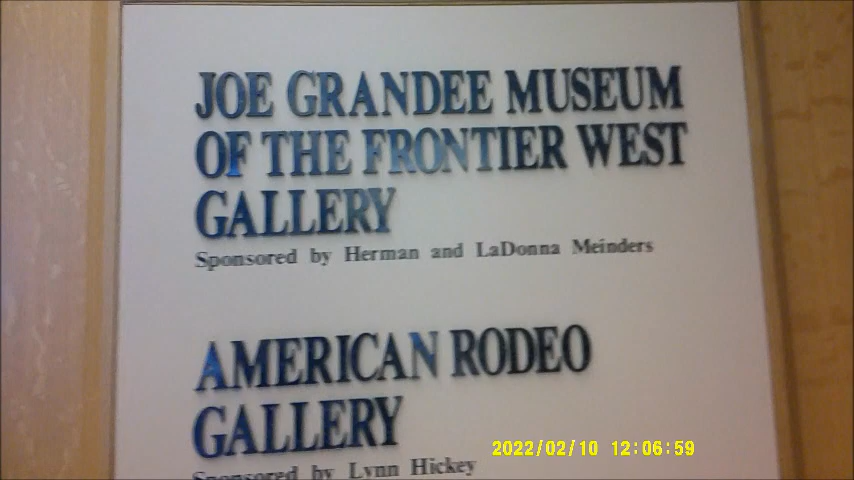 JOE GRANDEE MUSEUM
OF THE FRONTIER WEST
GALLERY
Sponsored by Herman and LaDonna Meinders
AMERICAN RODEO
GALLERY
Sponsored by Lynn Hickey
2022/02/10 12:06:59